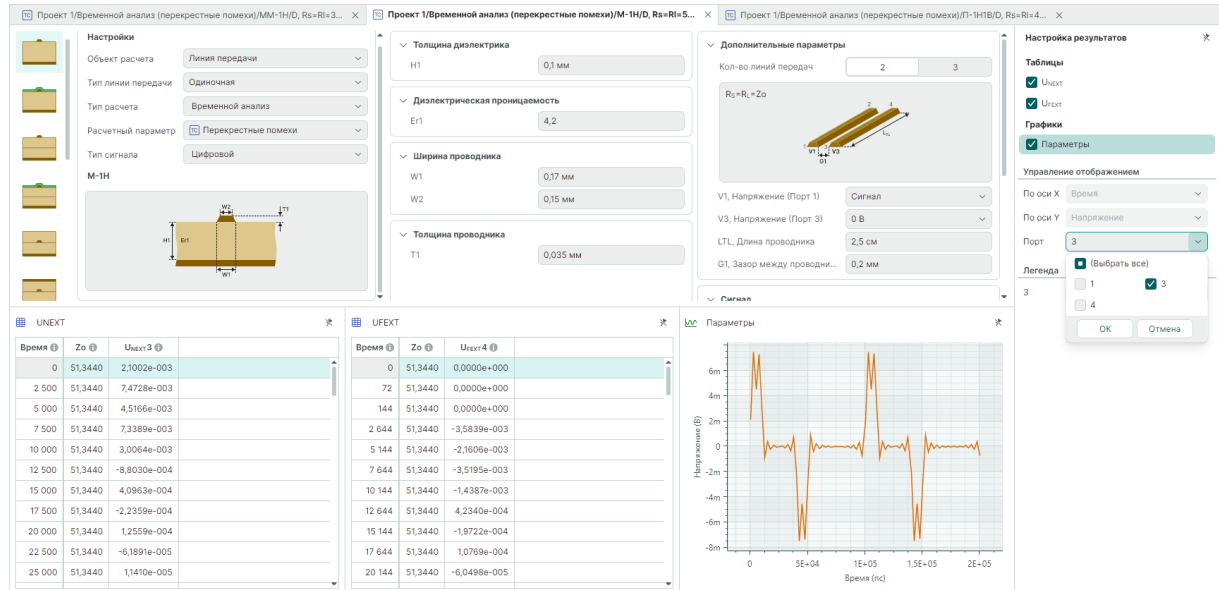 Проект 1/Временной анализ (перекрестные помехи)/MM-1H/D, Rs=Rl=3...
Проект 1/Временной анализ (перекрестные помехи)/M-1H/D, Rs=Rl=5...
Проект 1/Временной анализ (перекрестные помехи)/П-1H1B/D, Rs=Rl=4...
Настройки
Объект расчета Линия передачи
Тип линии передачи Одиночная
Тип расчета Временной анализ
Расчетный параметр TC Перекрестные помехи
Тип сигнала Цифровой
M-1H
W2
T1
H1 Er1
W1
Толщина диэлектрика
H1 0,1 мм
Диэлектрическая проницаемость
Er1 4,2
Ширина проводника
W1 0,17 мм
W2 0,15 мм
Толщина проводника
T1 0,035 мм
Дополнительные параметры
Кол-во линий передач 2 3
RS=RL=Zo
2 4
LTL
1 V1 3 V3
G1
V1, Напряжение (Порт 1) Сигнал
V3, Напряжение (Порт 3) 0 В
LTL, Длина проводника 2,5 см
G1, Зазор между проводни... 0,2 мм
Сигнал
Настройка результатов
Таблицы
UNEXT
UFEXT
Графики
Параметры
Управление отображением
По оси X Время
По оси Y Напряжение
Порт 3
(Выбрать все)
1 3
4
OK Отмена
Легенда
3
UNEXT
Время Zo UNEXT3
0 51,3440 2,1002e-003
2 500 51,3440 7,4728e-003
5 000 51,3440 4,5166e-003
7 500 51,3440 7,3389e-003
10 000 51,3440 3,0064e-003
12 500 51,3440 -8,8030e-004
15 000 51,3440 4,0963e-004
17 500 51,3440 -2,2359e-004
20 000 51,3440 1,2559e-004
22 500 51,3440 -6,1891e-005
25 000 51,3440 1,1410e-005
UFEXT
Время Zo UFEXT4
0 51,3440 0,0000e+000
72 51,3440 0,0000e+000
144 51,3440 0,0000e+000
2 644 51,3440 -3,5839e-003
5 144 51,3440 -2,1606e-003
7 644 51,3440 -3,5195e-003
10 144 51,3440 -1,4387e-003
12 644 51,3440 4,2340e-004
15 144 51,3440 -1,9722e-004
17 644 51,3440 1,0769e-004
20 144 51,3440 -6,0498e-005
Параметры
Напряжение (В)
6m
4m
2m
0
-2m
-4m
-6m
-8m
0 5E+04 1E+05 1,5E+05 2E+05
Время (пс)